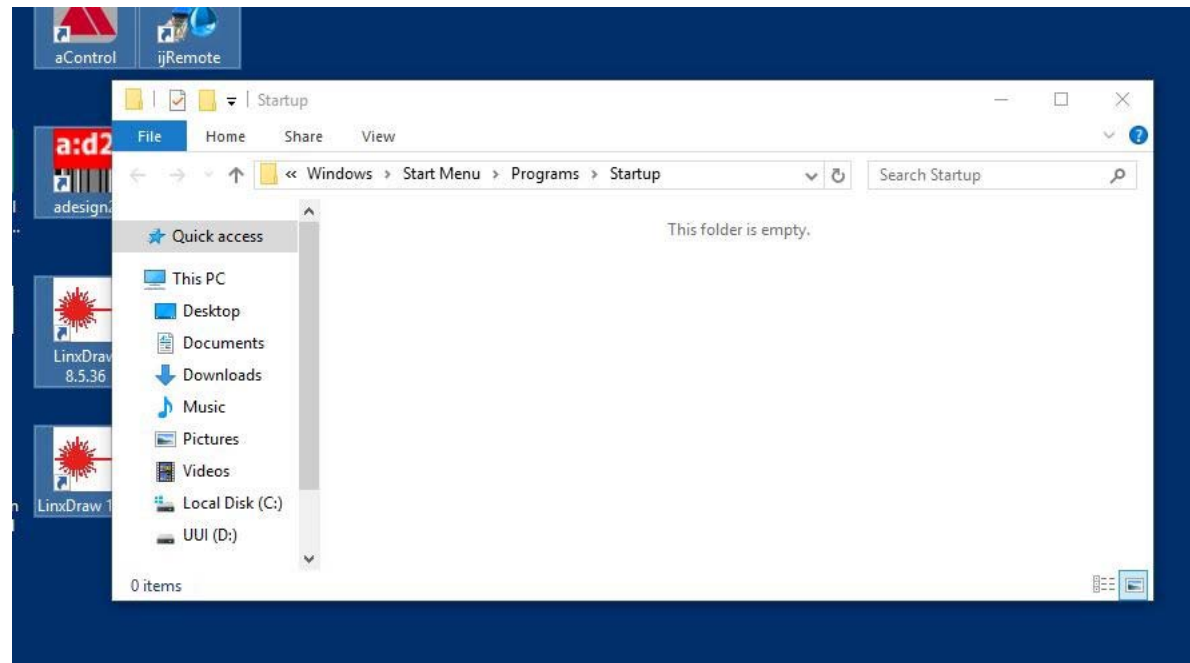 aControl
ijRemote
Startup
File Home Share View
« Windows › Start Menu › Programs › Startup
Search Startup
a:d2
This folder is empty.
Quick access
This PC
Desktop
Documents
LinxDraw
8.5.36
Downloads
Music
Pictures
Videos
Local Disk (C:)
LinxDraw 1
UUI (D:)
0 items